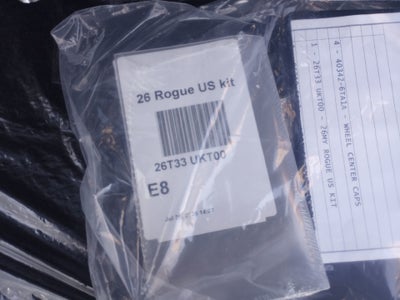 26 Rogue US kit
26T33 UKT00
E8
4 - 40342-6TA1A - WHEEL CENTER CAPS
1 - 26T33 UKT00 - 26MY ROGUE US KIT